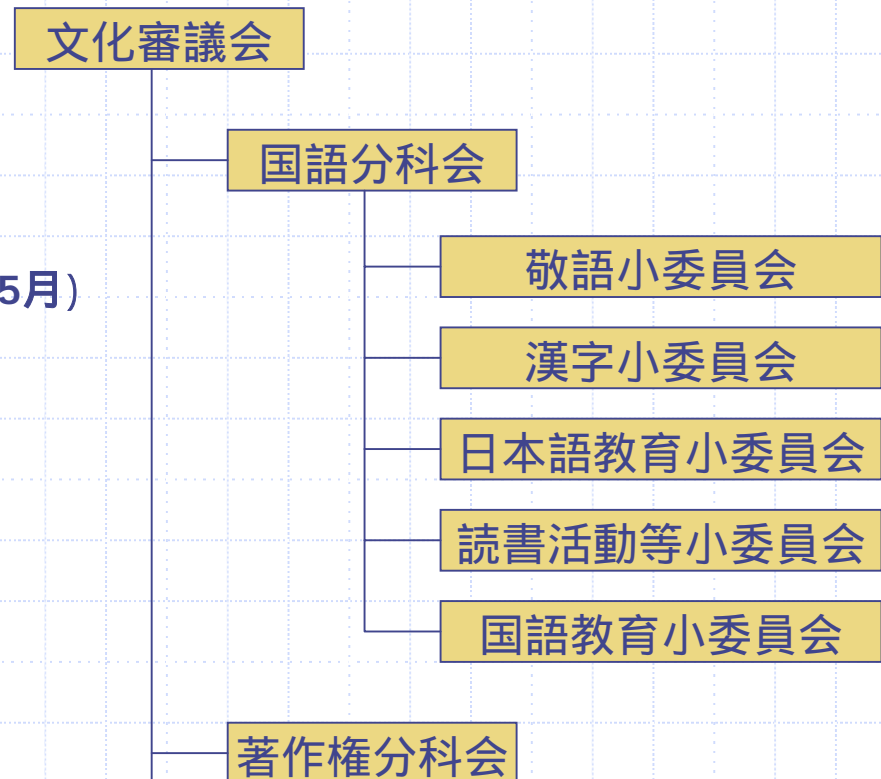 文化審議会
国語分科会
敬語小委員会
5月)
漢字小委員会
日本語教育小委員会
読書活動等小委員会
国語教育小委員会
著作権分科会